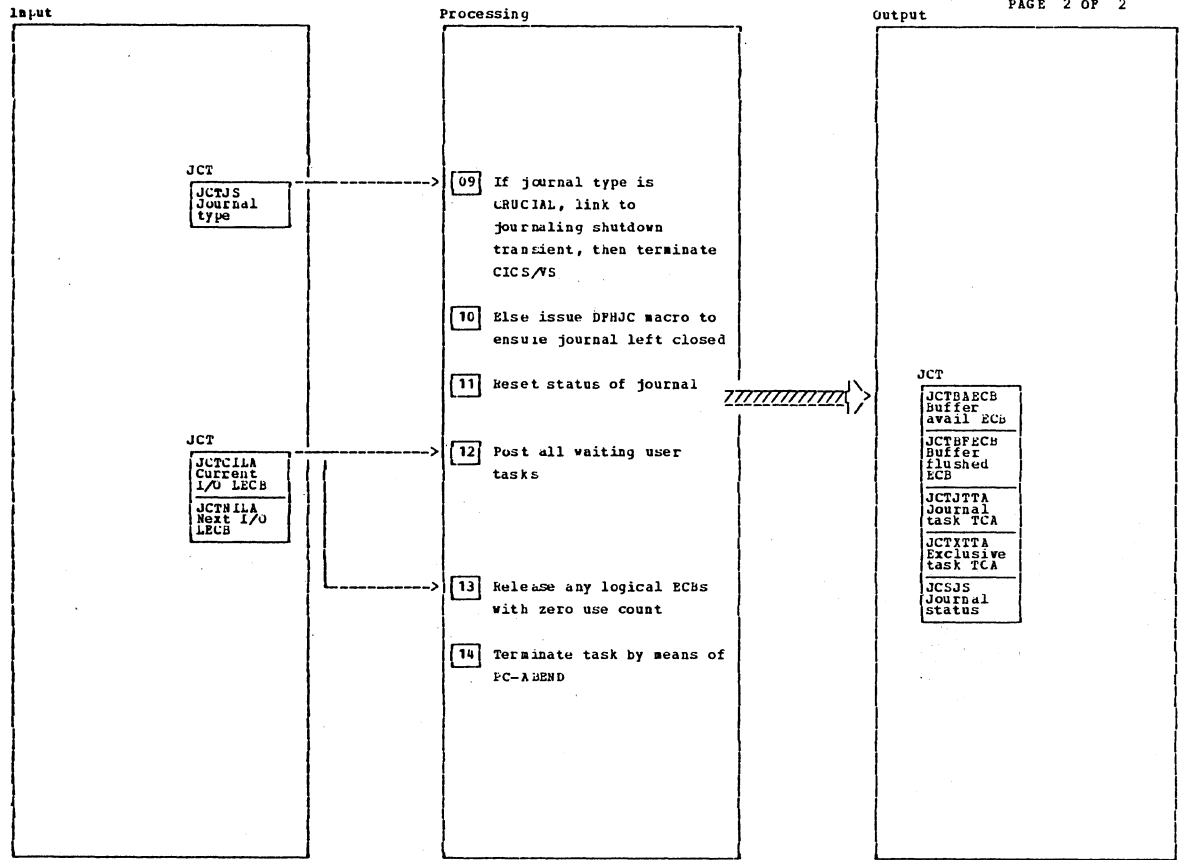 PAGE 2 OF 2
Input
Processing
Output
JCT
JCTJS
Journal
type
09 If journal type is
CRUCIAL, link to
journaling shutdown
transient, then terminate
CICS/VS
10 Else issue DFHJC macro to
ensure journal left closed
11 Reset status of journal
JCT
JCTBAECB
Buffer
avail ECB
JCTBFECB
Buffer
flushed
ECB
JCTJTTA
Journal
task TCA
JCTXTTA
Exclusive
task TCA
JCSJS
Journal
status
JCT
JCTCILA
Current
I/O LECB
JCTNILA
Next I/O
LECB
12 Post all waiting user
tasks
13 Release any logical ECBs
with zero use count
14 Terminate task by means of
PC-ABEND